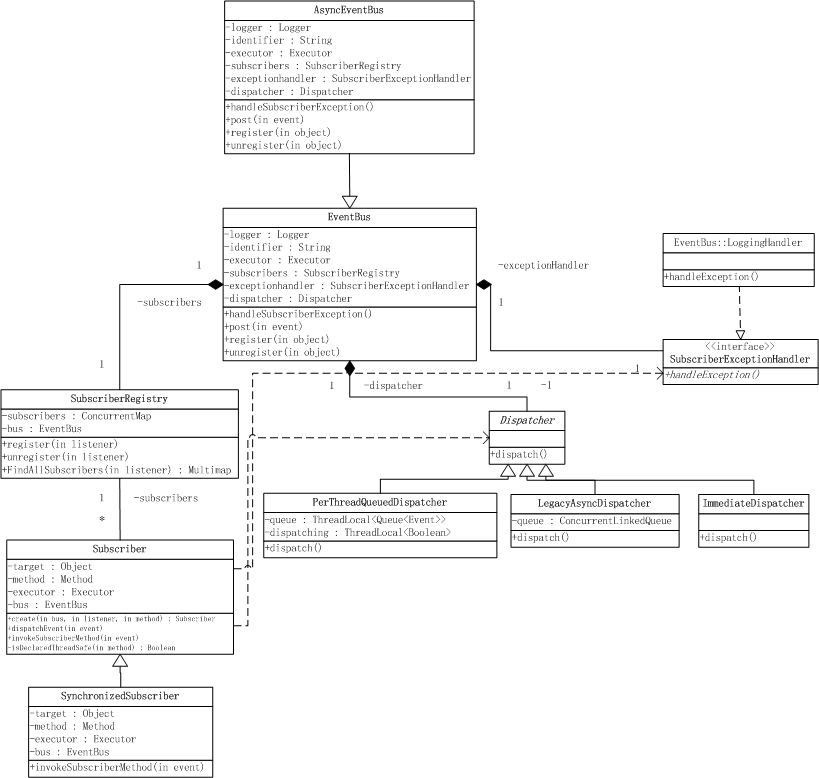 AsyncEventBus
-logger : Logger
-identifier : String
-executor : Executor
-subscribers : SubscriberRegistry
-exceptionhandler : SubscriberExceptionHandler
-dispatcher : Dispatcher
+handleSubscriberException()
+post(in event)
+register(in object)
+unregister(in object)
EventBus
-logger : Logger
-identifier : String
-executor : Executor
-subscribers : SubscriberRegistry
-exceptionhandler : SubscriberExceptionHandler
-dispatcher : Dispatcher
+handleSubscriberException()
+post(in event)
+register(in object)
+unregister(in object)
EventBus::LoggingHandler
+handleException()
<<interface>>
SubscriberExceptionHandler
+handleException()
1
-subscribers
1
-exceptionHandler
1
1
1
-dispatcher
1
-1
SubscriberRegistry
-subscribers : ConcurrentMap
-bus : EventBus
+register(in listener)
+unregister(in listener)
+FindAllSubscribers(in listener) : Multimap
Dispatcher
+dispatch()
PerThreadQueuedDispatcher
-queue : ThreadLocal<Queue<Event>>
-dispatching : ThreadLocal<Boolean>
+dispatch()
LegacyAsyncDispatcher
-queue : ConcurrentLinkedQueue
+dispatch()
ImmediateDispatcher
+dispatch()
1
-subscribers
*
Subscriber
-target : Object
-method : Method
-executor : Executor
-bus : EventBus
+create(in bus, in listener, in method) : Subscriber
+dispatchEvent(in event)
+invokeSubscriberMethod(in event)
-isDeclaredThreadSafe(in method) : Boolean
SynchronizedSubscriber
-target : Object
-method : Method
-executor : Executor
-bus : EventBus
+invokeSubscriberMethod(in event)